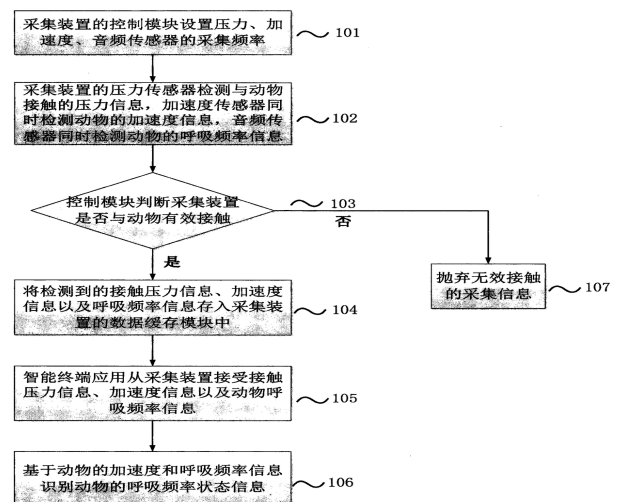 采集装置的控制模块设置压力、加
速度、音频传感器的采集频率
101
采集装置的压力传感器检测与动物
接触的压力信息，加速度传感器同
时检测动物的加速度信息，音频传
感器同时检测动物的呼吸频率信息
102
控制模块判断采集装置
是否与动物有效接触
103
否
是
抛弃无效接触
的采集信息
107
将检测到的接触压力信息、加速度
信息以及呼吸频率信息存入采集装
置的数据缓存模块中
104
智能终端应用从采集装置接受接触
压力信息、加速度信息以及动物呼
吸频率信息
105
基于动物的加速度和呼吸频率信息
识别动物的呼吸频率状态信息
106